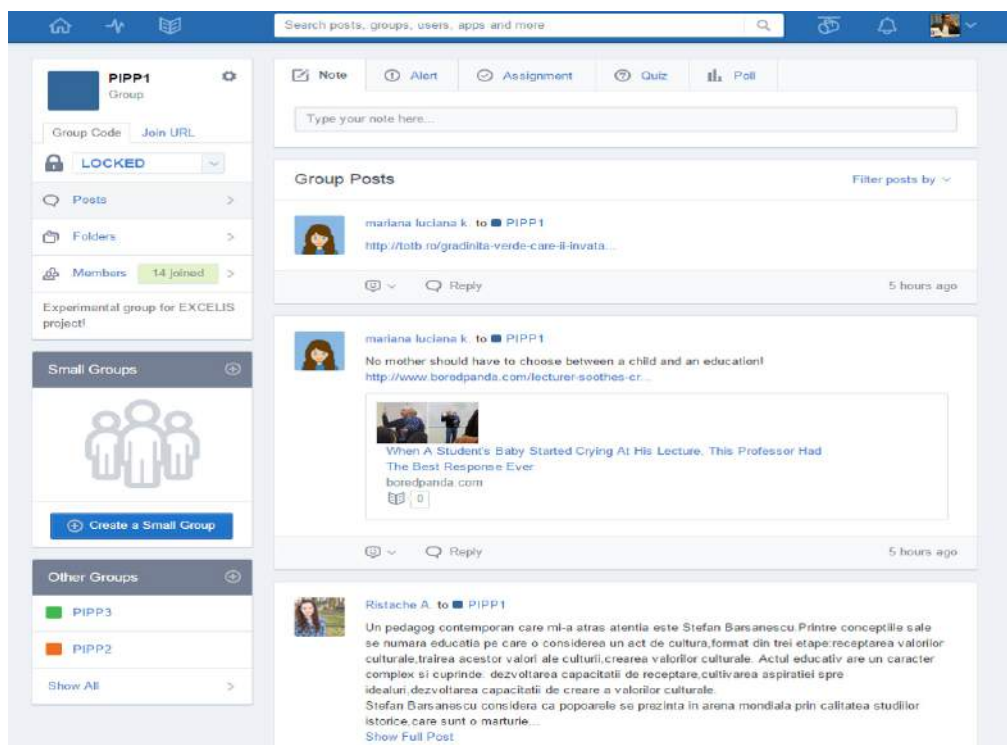 Search posts, groups, users, apps and more
PIPP1
Group
Group Code Join URL
LOCKED
Posts
Folders
Members 14 joined
Experimental group for EXCELIS
project!
Small Groups
Create a Small Group
Other Groups
PIPP3
PIPP2
Show All
Note Alert Assignment Quiz Poll
Type your note here...
Group Posts Filter posts by
mariana luciana k. to PIPP1
http://totb.ro/gradinita-verde-care-ii-invata...
Reply 5 hours ago
mariana luciana k. to PIPP1
No mother should have to choose between a child and an education!
http://www.boredpanda.com/lecturer-soothes-cr...
When A Student's Baby Started Crying At His Lecture, This Professor Had
The Best Response Ever
boredpanda.com
0
Reply 5 hours ago
Ristache A. to PIPP1
Un pedagog contemporan care mi-a atras atentia este Stefan Barsanescu.Printre conceptiile sale
se numara educatia pe care o considerea un act de cultura,format din trei etape:receptarea valorilor
culturale,trairea acestor valori ale culturii,crearea valorilor culturale. Actul educativ are un caracter
complex si cuprinde: dezvoltarea capacitatii de receptare,cultivarea aspiratiei spre
idealuri,dezvoltarea capacitatii de creare a valorilor culturale.
Stefan Barsanescu considera ca popoarele se prezinta in arena mondiala prin calitatea studiilor
istorice,care sunt o marturie...
Show Full Post